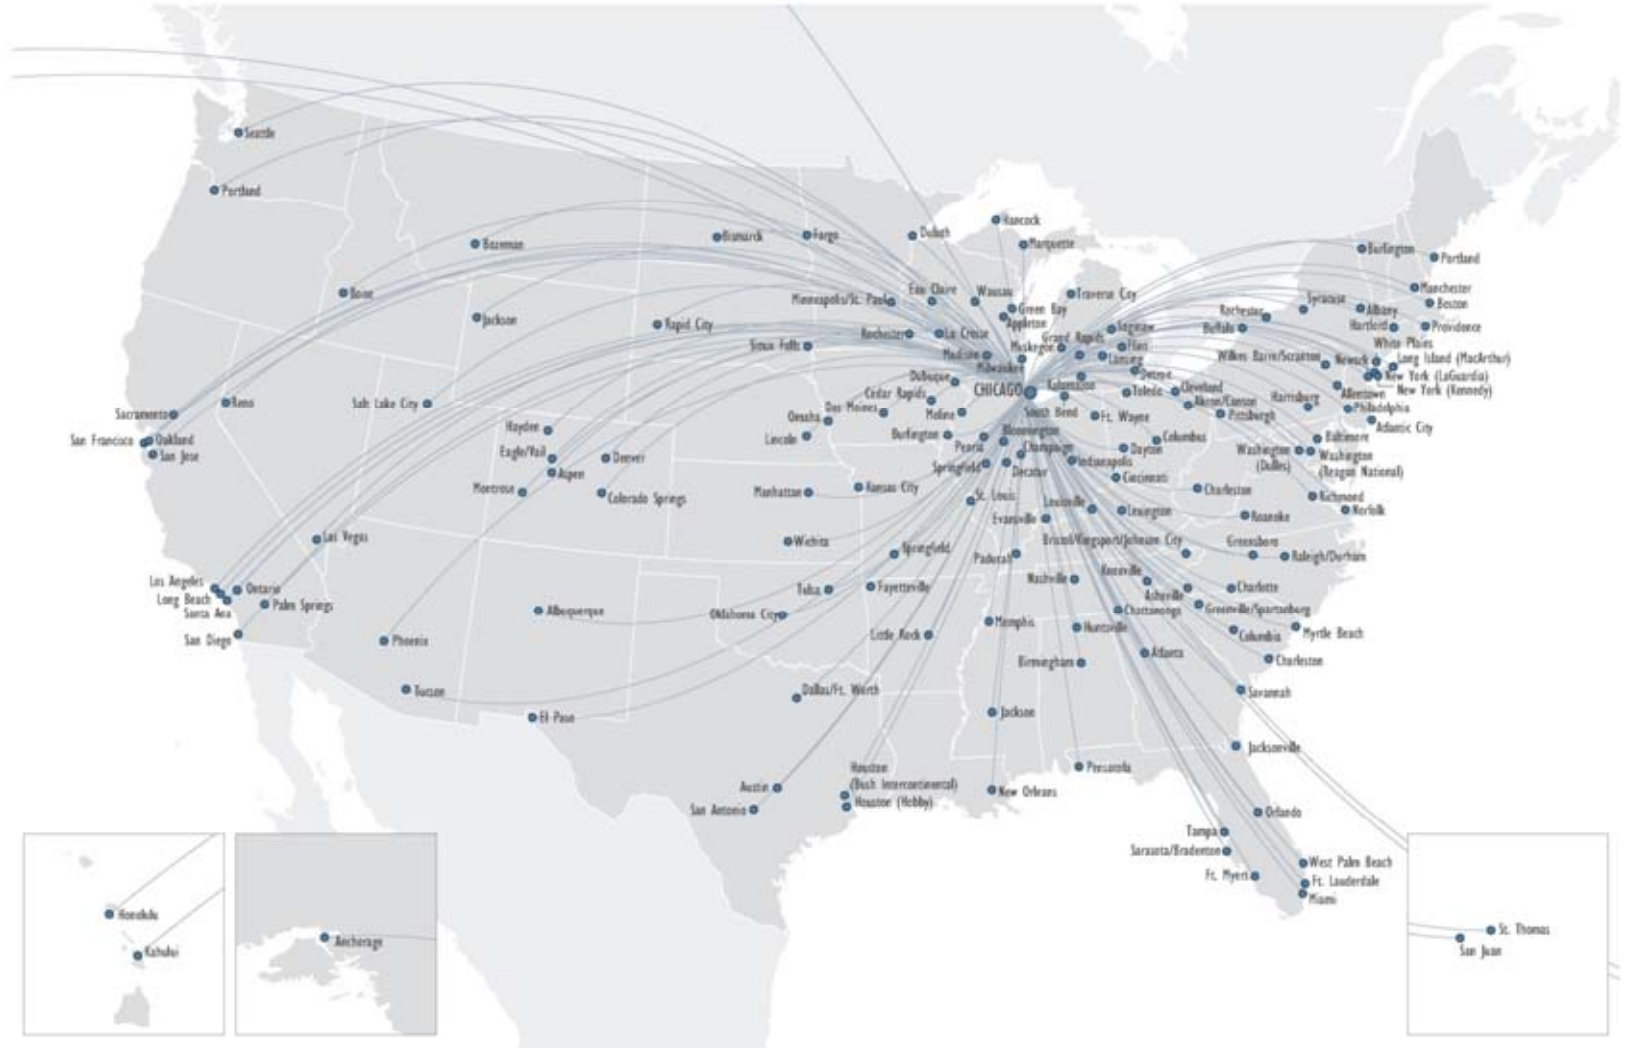 Seattle
Portland
Bozeman
Bismarck
Fargo
Duluth
Hancock
Marquette
Burlington
Portland
Boise
Jackson
Rapid City
Minneapolis/St. Paul
Eau Claire
Wausau
Green Bay
Appleton
Traverse City
Manchester
Boston
Syracuse
Albany
Rochester
Buffalo
Hartford
Providence
White Plains
Sioux Falls
Rochester
La Crosse
Madison
Milwaukee
Muskegon
Grand Rapids
Saginaw
Flint
Lansing
Detroit
Wilkes Barre/Scranton
Newark
Long Island (MacArthur)
New York (LaGuardia)
New York (Kennedy)
Dubuque
CHICAGO
Kalamazoo
Toledo
Cleveland
Akron/Canton
Pittsburgh
Harrisburg
Allentown
Philadelphia
Atlantic City
Sacramento
Reno
Salt Lake City
Cedar Rapids
Des Moines
Omaha
Moline
South Bend
Ft. Wayne
San Francisco
Oakland
San Jose
Hayden
Eagle/Vail
Aspen
Denver
Montrose
Colorado Springs
Lincoln
Burlington
Peoria
Bloomington
Champaign
Springfield
Decatur
Indianapolis
Dayton
Columbus
Cincinnati
Washington
(Dulles)
Baltimore
Washington
(Reagan National)
Manhattan
Kansas City
St. Louis
Louisville
Lexington
Charleston
Richmond
Norfolk
Roanoke
Evansville
Las Vegas
Wichita
Springfield
Paducah
Bristol/Kingsport/Johnson City
Greensboro
Raleigh/Durham
Los Angeles
Long Beach
Santa Ana
Ontario
Palm Springs
San Diego
Albuquerque
Tulsa
Fayetteville
Oklahoma City
Nashville
Knoxville
Asheville
Charlotte
Chattanooga
Greenville/Spartanburg
Little Rock
Memphis
Huntsville
Columbia
Myrtle Beach
Phoenix
Birmingham
Atlanta
Charleston
Tucson
El Paso
Dallas/Ft. Worth
Jackson
Savannah
Jacksonville
Austin
San Antonio
Houston
(Bush Intercontinental)
Houston (Hobby)
Pensacola
New Orleans
Orlando
Tampa
Sarasota/Bradenton
Ft. Myers
West Palm Beach
Ft. Lauderdale
Miami
Honolulu
Kahului
Anchorage
St. Thomas
San Juan